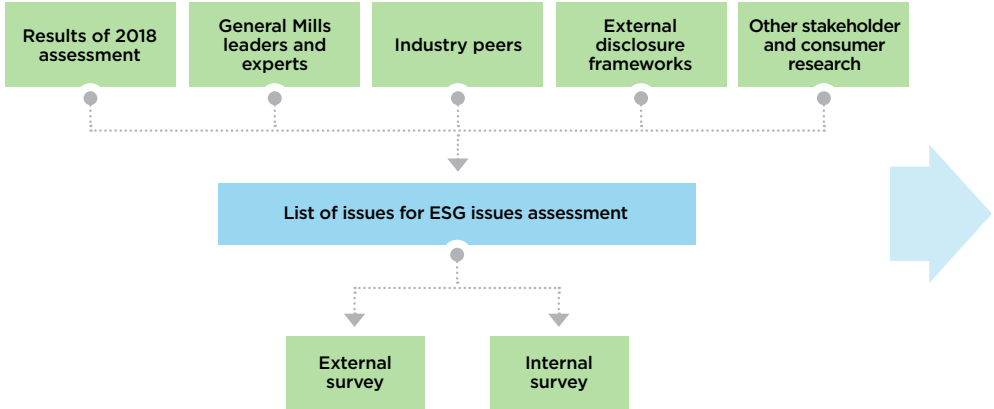 Results of 2018
assessment
General Mills
leaders and
experts
Industry peers
External
disclosure
frameworks
Other stakeholder
and consumer
research
List of issues for ESG issues assessment
External
survey
Internal
survey